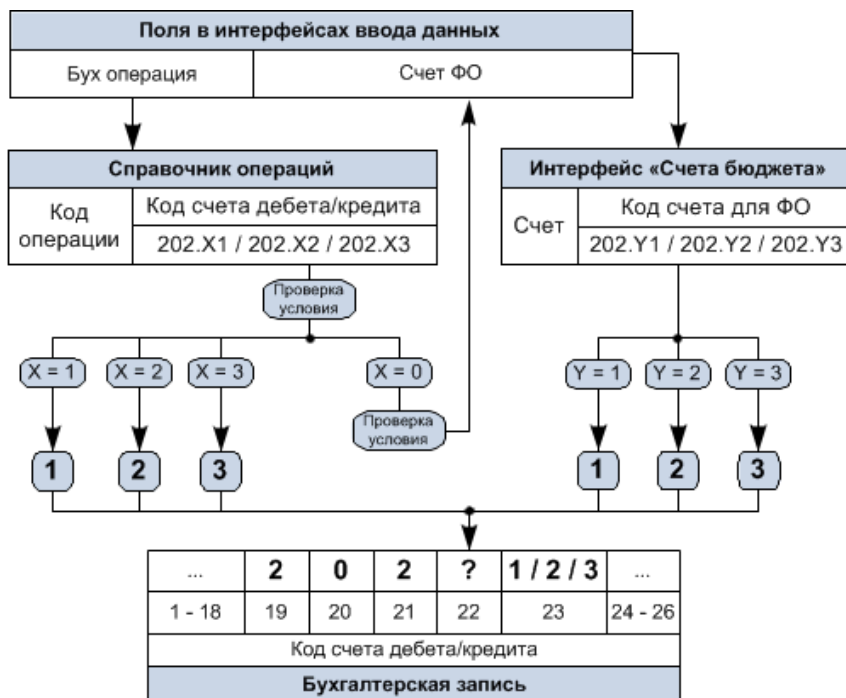 Поля в интерфейсах ввода данных
Бух операция
Счет ФО
Справочник операций
Код
операции
Код счета дебета/кредита
202.X1 / 202.X2 / 202.X3
Интерфейс «Счета бюджета»
Счет
Код счета для ФО
202.Y1 / 202.Y2 / 202.Y3
Проверка
условия
X = 1
X = 2
X = 3
X = 0
Y = 1
Y = 2
Y = 3
Проверка
условия
1
2
3
1
2
3
...
2
0
2
?
1 / 2 / 3
...
1 - 18
19
20
21
22
23
24 - 26
Код счета дебета/кредита
Бухгалтерская запись